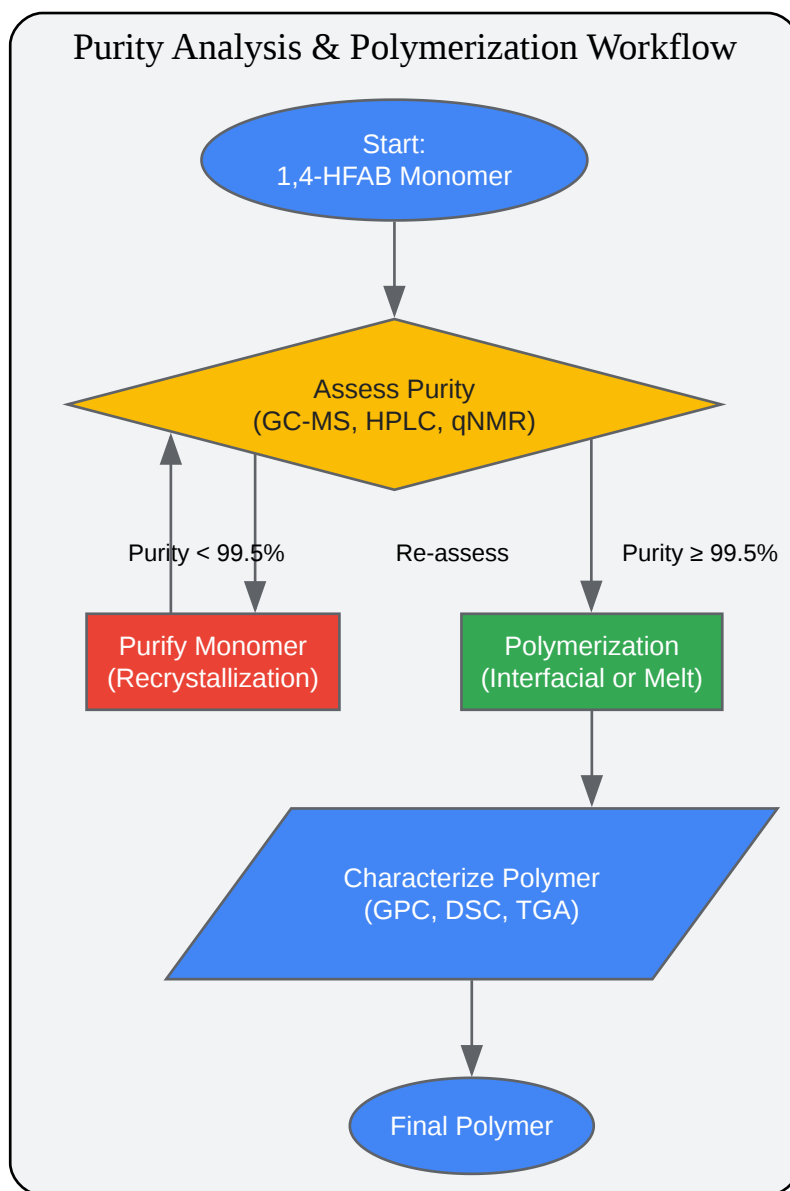 Purity Analysis & Polymerization Workflow
Start:
1,4-HFAB Monomer
Assess Purity
(GC-MS, HPLC, qNMR)
Purity < 99.5%
Re-assess
Purity ≥ 99.5%
Purify Monomer
(Recrystallization)
Polymerization
(Interfacial or Melt)
Characterize Polymer
(GPC, DSC, TGA)
Final Polymer